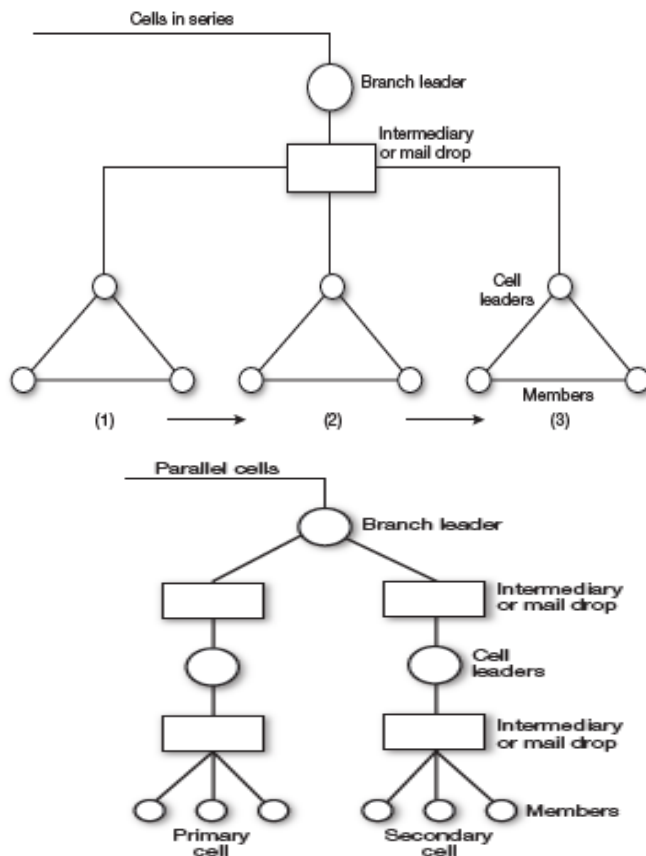 Cells in series
Branch leader
Intermediary
or mail drop
Cell
leaders
Members
(1)
(2)
(3)
Parallel cells
Branch leader
Intermediary
or mail drop
Cell
leaders
Intermediary
or mail drop
Members
Primary
cell
Secondary
cell